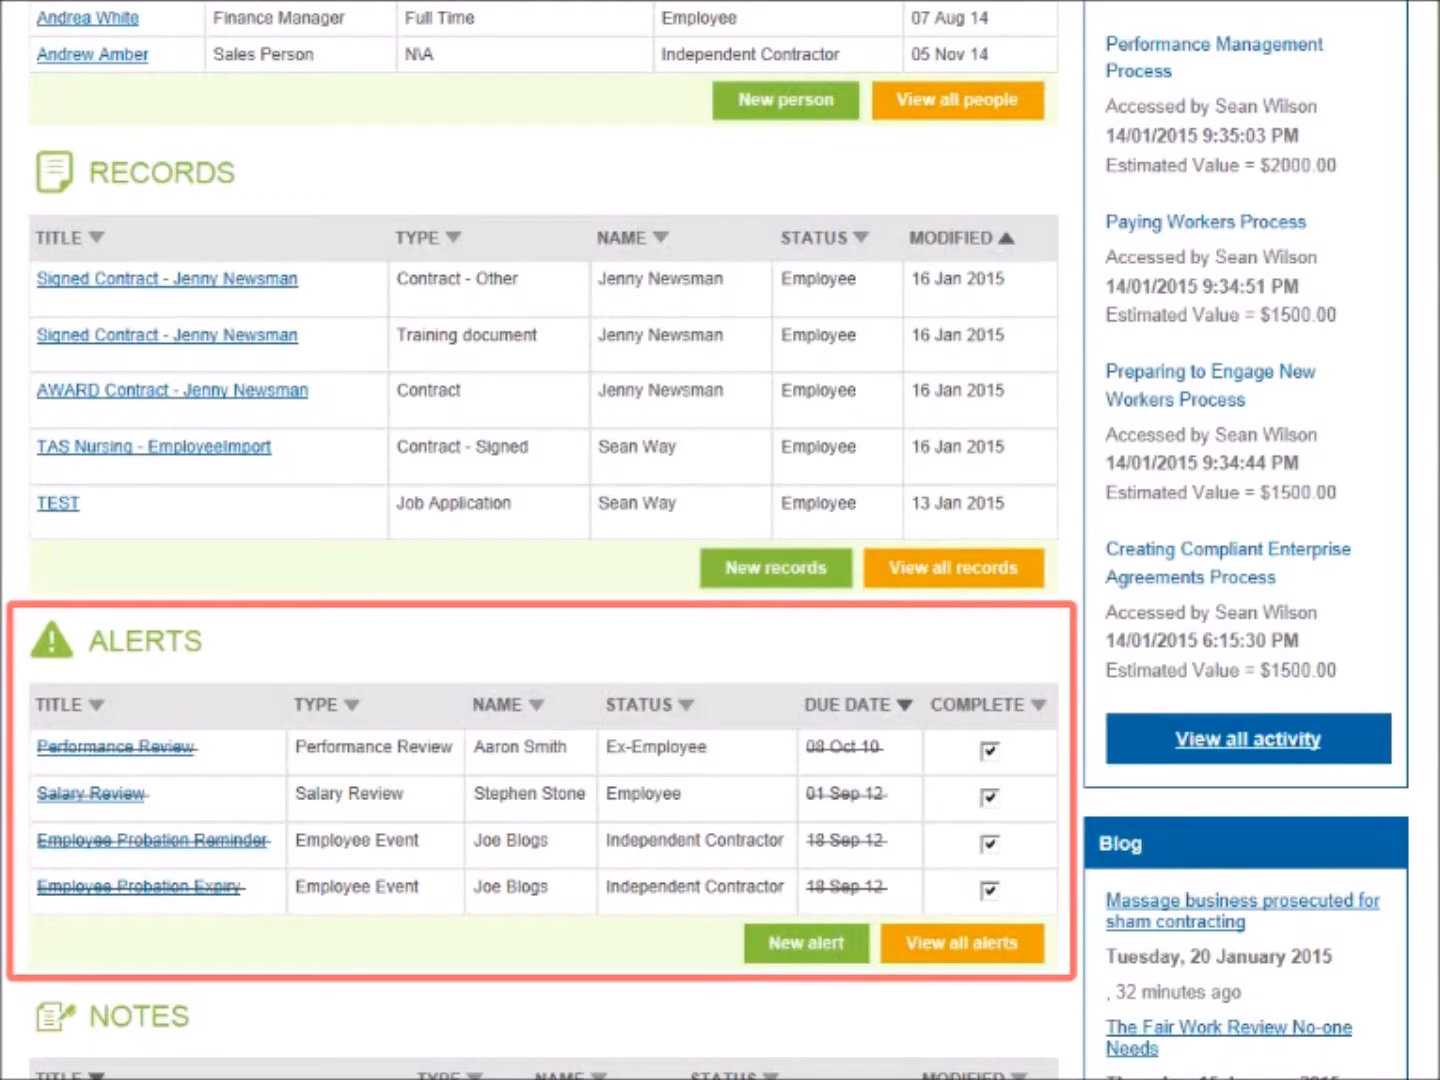 Andrea White Finance Manager Full Time Employee 07 Aug 14
Andrew Amber Sales Person N\A Independent Contractor 05 Nov 14
New person View all people
RECORDS
TITLE TYPE NAME STATUS MODIFIED
Signed Contract - Jenny Newsman Contract - Other Jenny Newsman Employee 16 Jan 2015
Signed Contract - Jenny Newsman Training document Jenny Newsman Employee 16 Jan 2015
AWARD Contract - Jenny Newsman Contract Jenny Newsman Employee 16 Jan 2015
TAS Nursing - EmployeeImport Contract - Signed Sean Way Employee 16 Jan 2015
TEST Job Application Sean Way Employee 13 Jan 2015
New records View all records
ALERTS
TITLE TYPE NAME STATUS DUE DATE COMPLETE
Performance Review Performance Review Aaron Smith Ex-Employee 08 Oct 10
Salary Review Salary Review Stephen Stone Employee 01 Sep 12
Employee Probation Reminder Employee Event Joe Blogs Independent Contractor 18 Sep 12
Employee Probation Expiry Employee Event Joe Blogs Independent Contractor 18 Sep 12
New alert View all alerts
NOTES
TITLE TYPE NAME STATUS MODIFIED
Performance Management
Process
Accessed by Sean Wilson
14/01/2015 9:35:03 PM
Estimated Value = $2000.00
Paying Workers Process
Accessed by Sean Wilson
14/01/2015 9:34:51 PM
Estimated Value = $1500.00
Preparing to Engage New
Workers Process
Accessed by Sean Wilson
14/01/2015 9:34:44 PM
Estimated Value = $1500.00
Creating Compliant Enterprise
Agreements Process
Accessed by Sean Wilson
14/01/2015 6:15:30 PM
Estimated Value = $1500.00
View all activity
Blog
Massage business prosecuted for
sham contracting
Tuesday, 20 January 2015
, 32 minutes ago
The Fair Work Review No-one
Needs